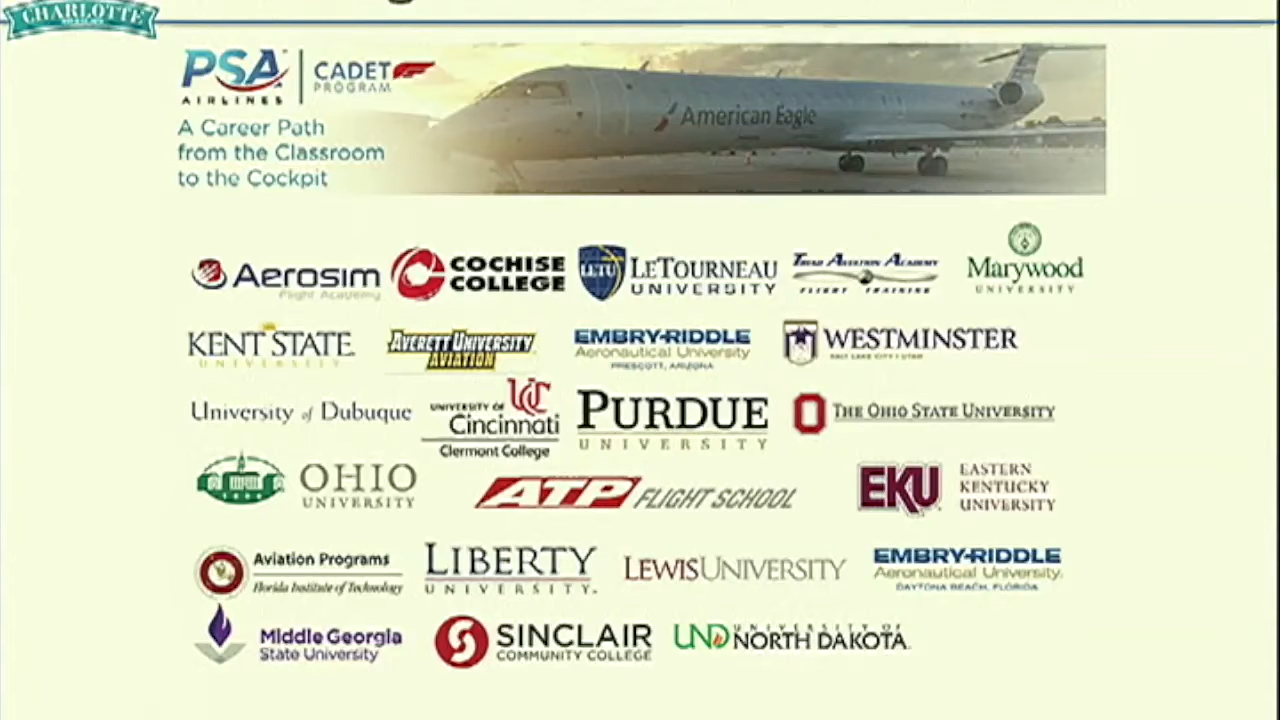 CHARLOTTE
PSA
AIRLINES
CADET
PROGRAM
A Career Path
from the Classroom
to the Cockpit
American Eagle
Aerosim
Flight Academy
COCHISE
COLLEGE
LETU
LETOURNEAU
UNIVERSITY
TRIAD AVIATION ACADEMY
FLIGHT TRAINING
Marywood
UNIVERSITY
KENT STATE
UNIVERSITY
AVERETT UNIVERSITY
AVIATION
EMBRY-RIDDLE
Aeronautical University
PRESCOTT, ARIZONA
WESTMINSTER
SALT LAKE CITY | UTAH
University of Dubuque
UC
UNIVERSITY OF
Cincinnati
Clermont College
PURDUE
UNIVERSITY
O
THE OHIO STATE UNIVERSITY
OHIO
UNIVERSITY
ATP FLIGHT SCHOOL
EKU
EASTERN
KENTUCKY
UNIVERSITY
Aviation Programs
Florida Institute of Technology
LIBERTY
UNIVERSITY.
LEWIS UNIVERSITY
EMBRY-RIDDLE
Aeronautical University.
DAYTONA BEACH, FLORIDA
Middle Georgia
State University
S
SINCLAIR
COMMUNITY COLLEGE
UND
UNIVERSITY OF
NORTH DAKOTA.